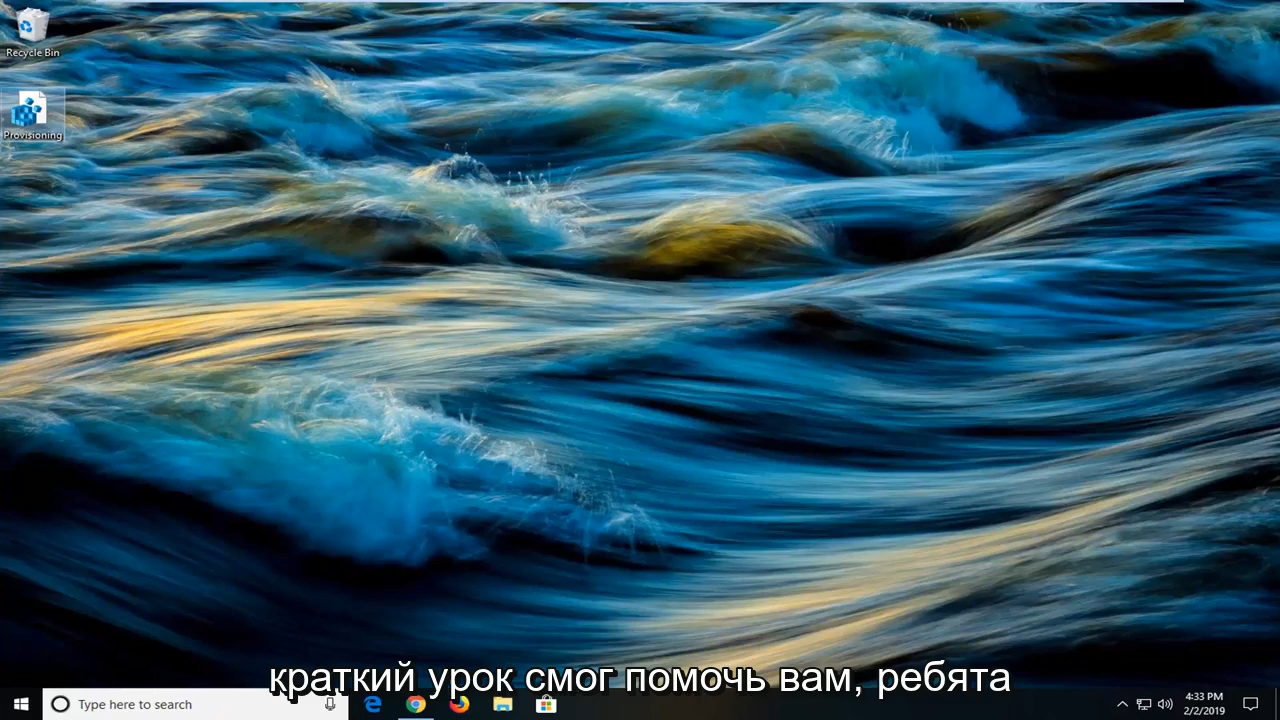 Recycle Bin
Provisioning
краткий урок смог помочь вам, ребята
Type here to search
4:33 PM
2/2/2019